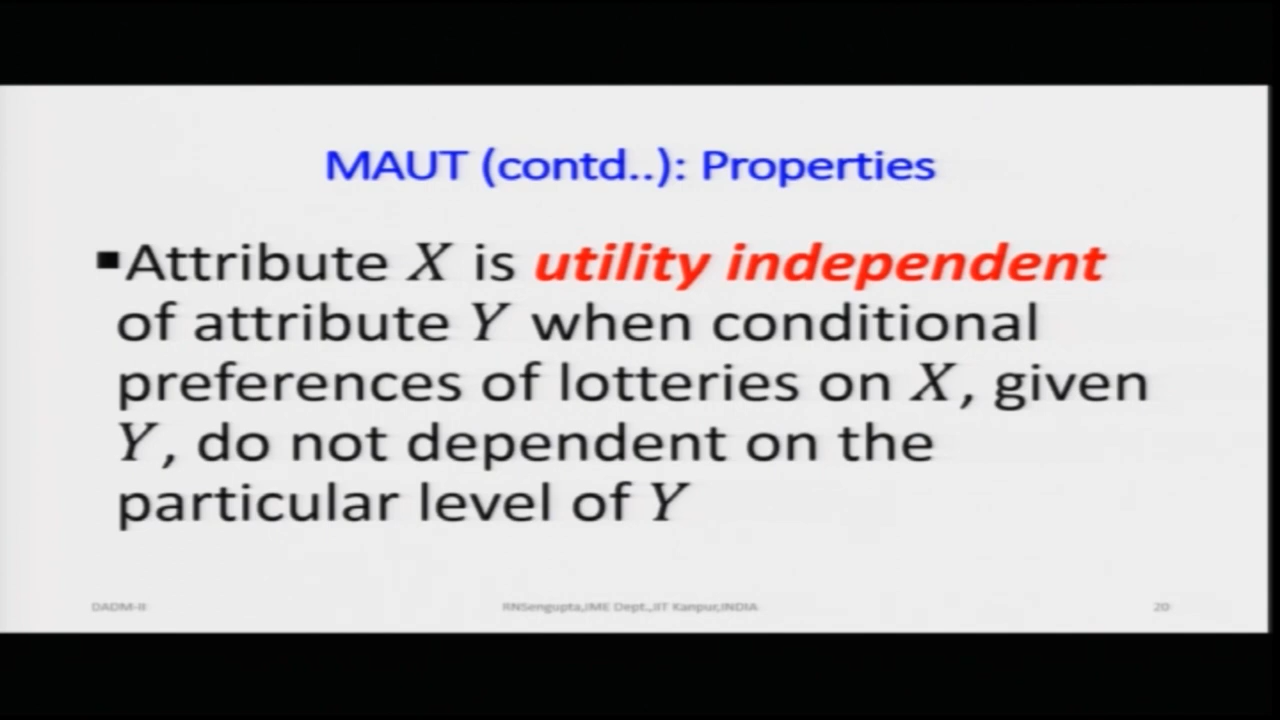 MAUT (contd..): Properties
▪Attribute X is utility independent
of attribute Y when conditional
preferences of lotteries on X, given
Y, do not dependent on the
particular level of Y
DADM-II
RNSengupta,IME Dept.,IIT Kanpur,INDIA
20